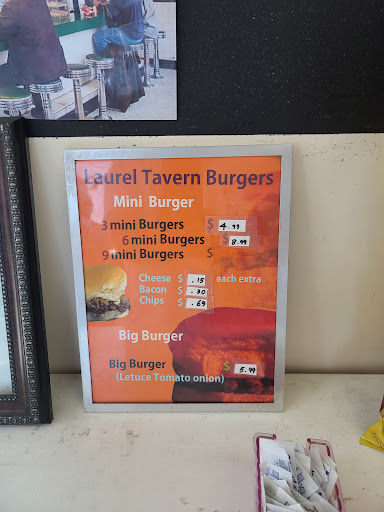 Laurel Tavern Burgers
Mini Burger
3 mini Burgers $ 4.99
6 mini Burgers $ 8.99
9 mini Burgers $
Cheese $ .15 each extra
Bacon $ .30
Chips $ .69
Big Burger
Big Burger $ 5.99
(Letuce Tomato onion)